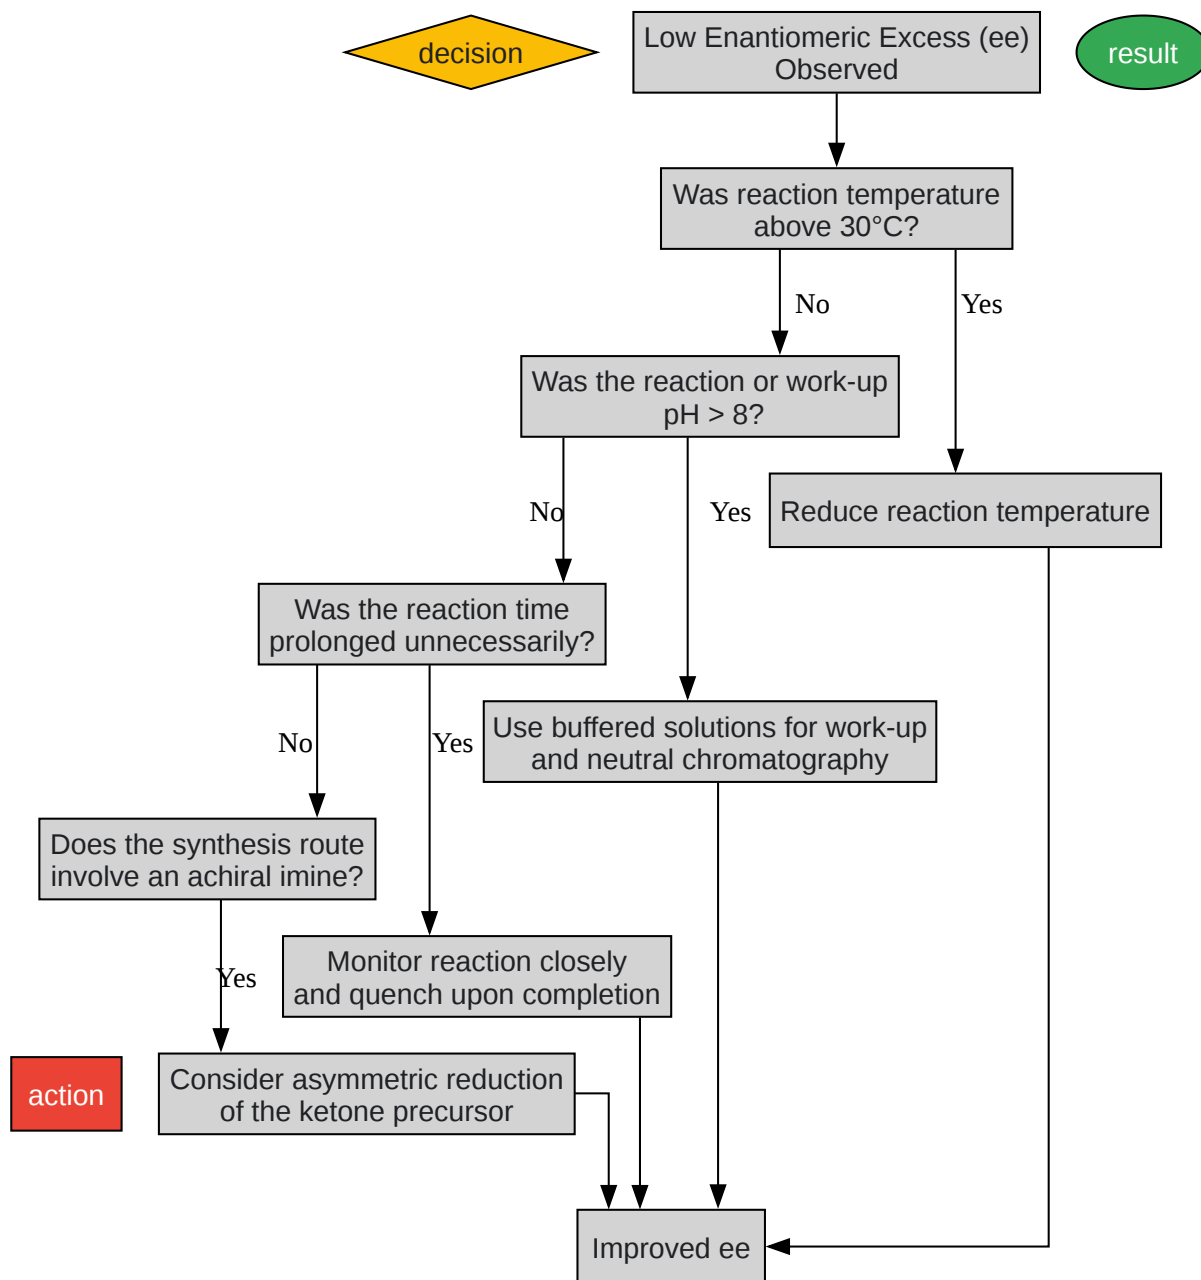 decision
Low Enantiomeric Excess (ee)
Observed
result
Was reaction temperature
above 30°C?
No
Yes
Was the reaction or work-up
pH > 8?
No
Yes
Reduce reaction temperature
Was the reaction time
prolonged unnecessarily?
No
Yes
Use buffered solutions for work-up
and neutral chromatography
Does the synthesis route
involve an achiral imine?
Yes
Monitor reaction closely
and quench upon completion
action
Consider asymmetric reduction
of the ketone precursor
Improved ee